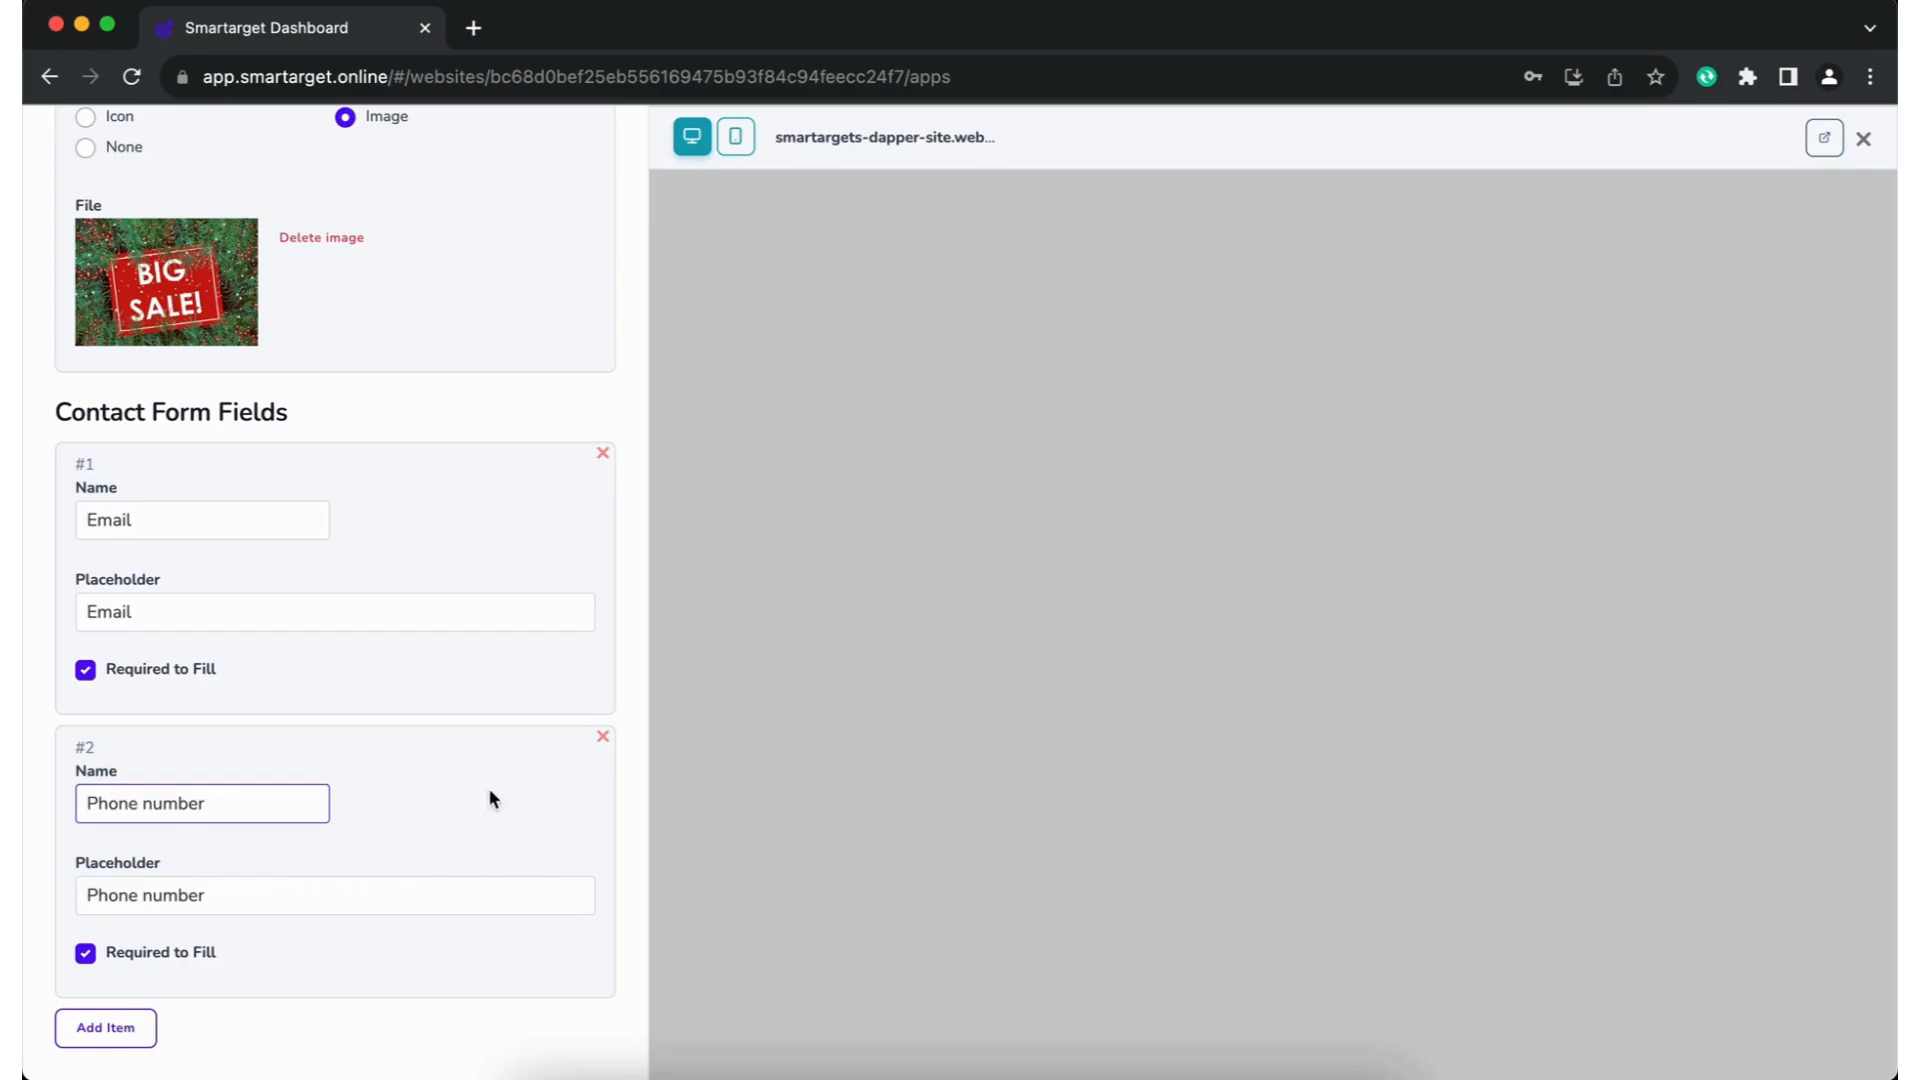 Smartarget Dashboard
app.smartarget.online/#/websites/bc68d0bef25eb556169475b93f84c94feecc24f7/apps
Icon
Image
None
smartargets-dapper-site.web...
File
Delete image
BIG
SALE!
Contact Form Fields
#1
Name
Email
Placeholder
Email
Required to Fill
#2
Name
Phone number
Placeholder
Phone number
Required to Fill
Add Item